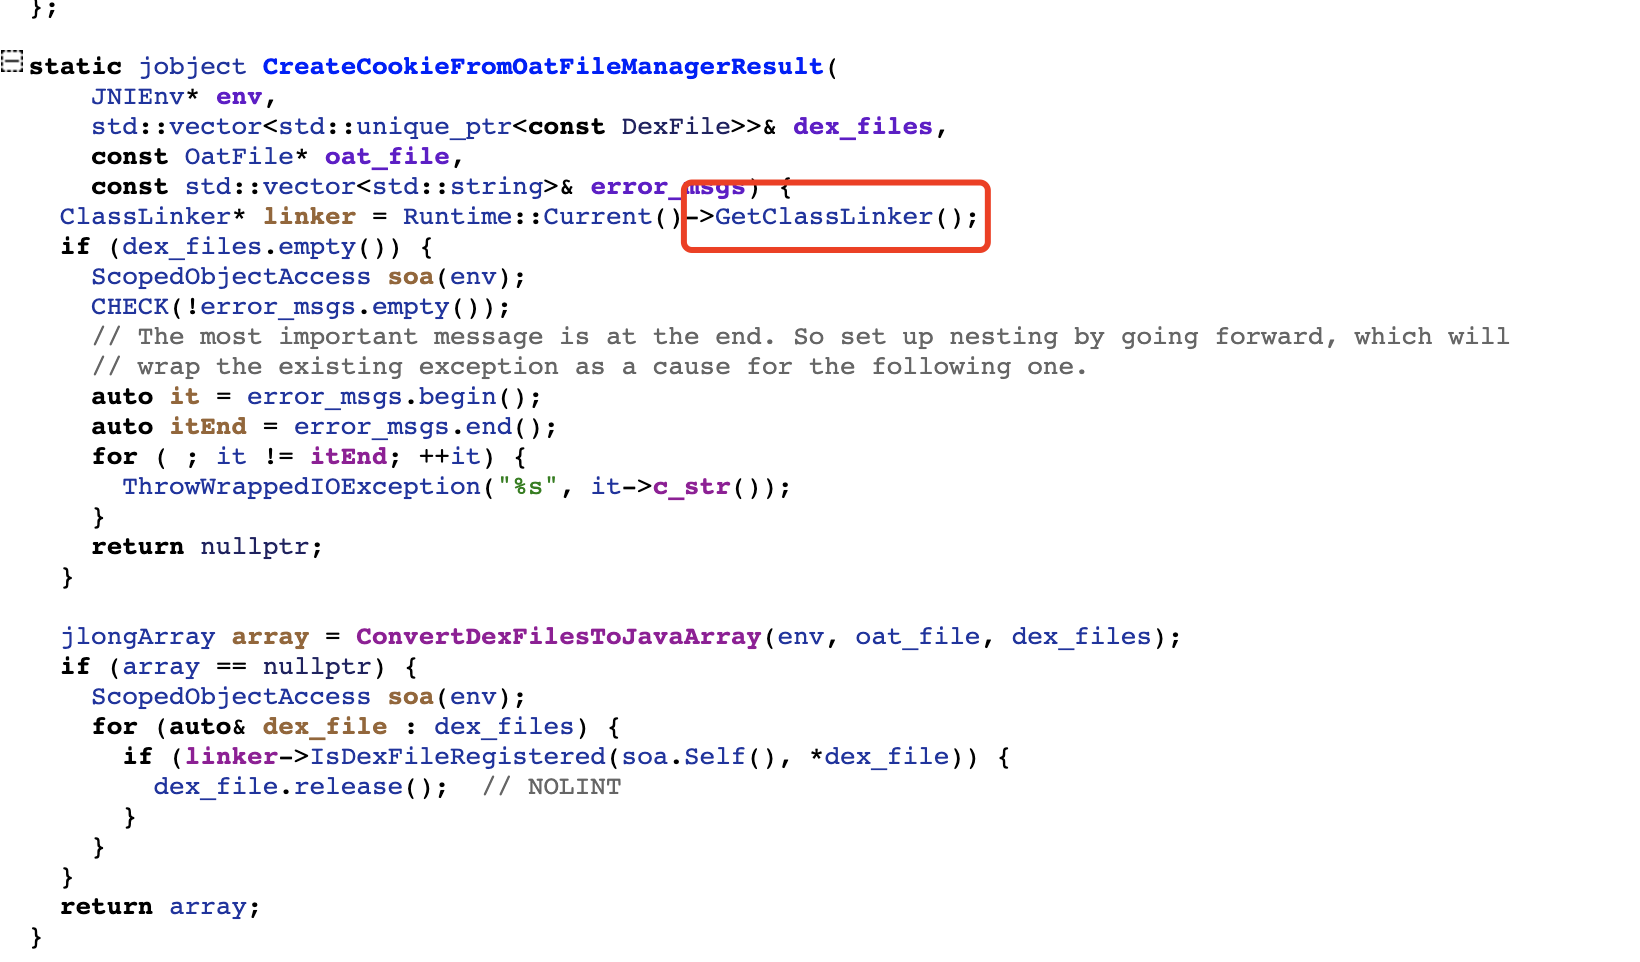 };
static jobject CreateCookieFromOatFileManagerResult(
    JNIEnv* env,
    std::vector<std::unique_ptr<const DexFile>>& dex_files,
    const OatFile* oat_file,
    const std::vector<std::string>& error_msgs) {
  ClassLinker* linker = Runtime::Current()->GetClassLinker();
  if (dex_files.empty()) {
    ScopedObjectAccess soa(env);
    CHECK(!error_msgs.empty());
    // The most important message is at the end. So set up nesting by going forward, which will
    // wrap the existing exception as a cause for the following one.
    auto it = error_msgs.begin();
    auto itEnd = error_msgs.end();
    for ( ; it != itEnd; ++it) {
      ThrowWrappedIOException("%s", it->c_str());
    }
    return nullptr;
  }
  jlongArray array = ConvertDexFilesToJavaArray(env, oat_file, dex_files);
  if (array == nullptr) {
    ScopedObjectAccess soa(env);
    for (auto& dex_file : dex_files) {
      if (linker->IsDexFileRegistered(soa.Self(), *dex_file)) {
        dex_file.release();  // NOLINT
      }
    }
  }
  return array;
}